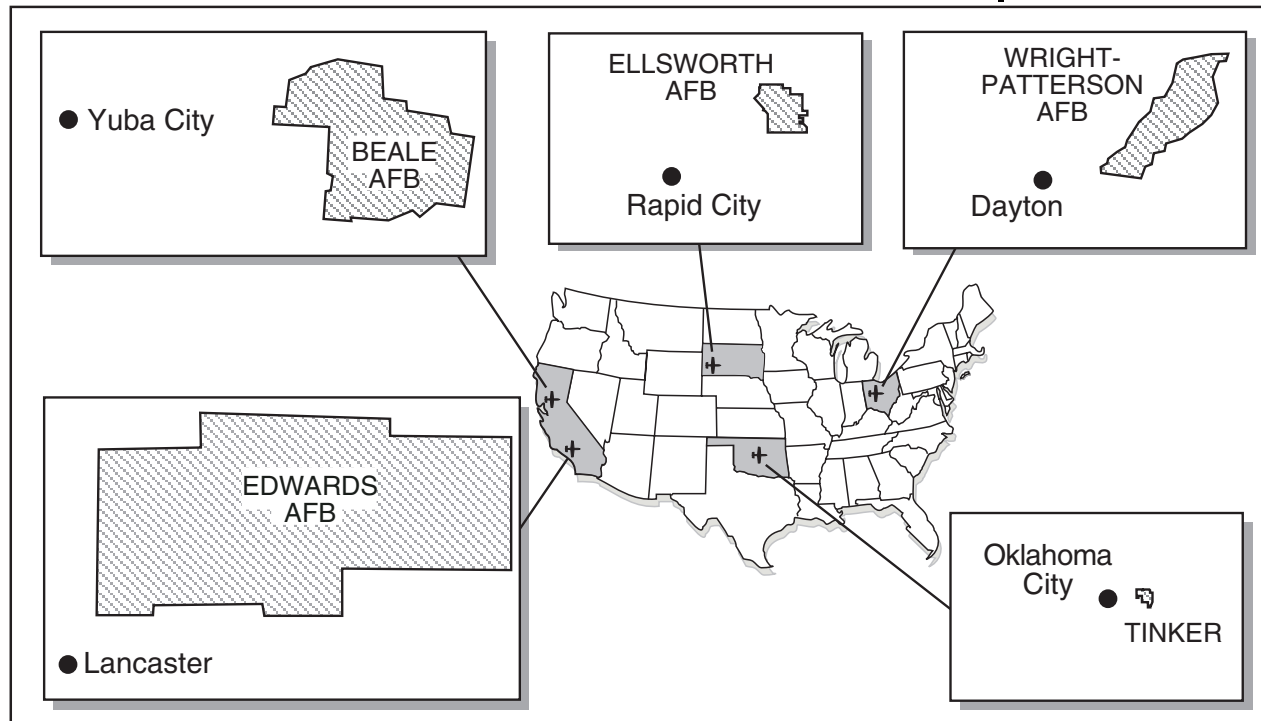 Yuba City
BEALE
AFB
ELLSWORTH
AFB
Rapid City
WRIGHT-
PATTERSON
AFB
Dayton
EDWARDS
AFB
Lancaster
Oklahoma
City
TINKER